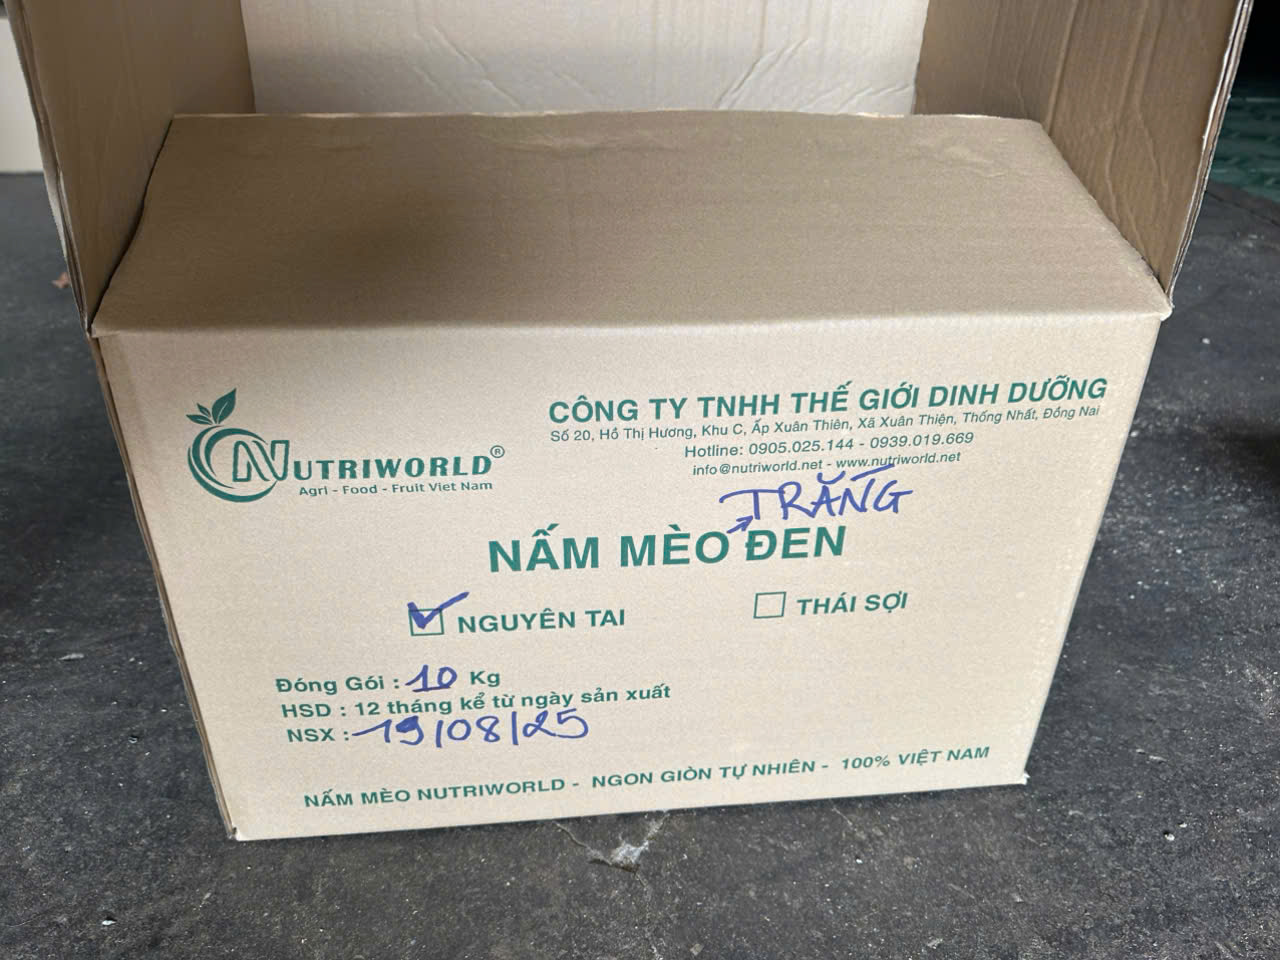 NUTRIWORLD®
Agri - Food - Fruit Viet Nam
CÔNG TY TNHH THẾ GIỚI DINH DƯỠNG
Số 20, Hồ Thị Hương, Khu C, Ấp Xuân Thiên, Xã Xuân Thiện, Thống Nhất, Đồng Nai
Hotline: 0905.025.144 - 0939.019.669
info@nutriworld.net - www.nutriworld.net
TRẮNG
NẤM MÈO ĐEN
NGUYÊN TAI
THÁI SỢI
Đóng Gói : 10 Kg
HSD : 12 tháng kể từ ngày sản xuất
NSX : 19/08/25
NẤM MÈO NUTRIWORLD - NGON GIÒN TỰ NHIÊN - 100% VIỆT NAM